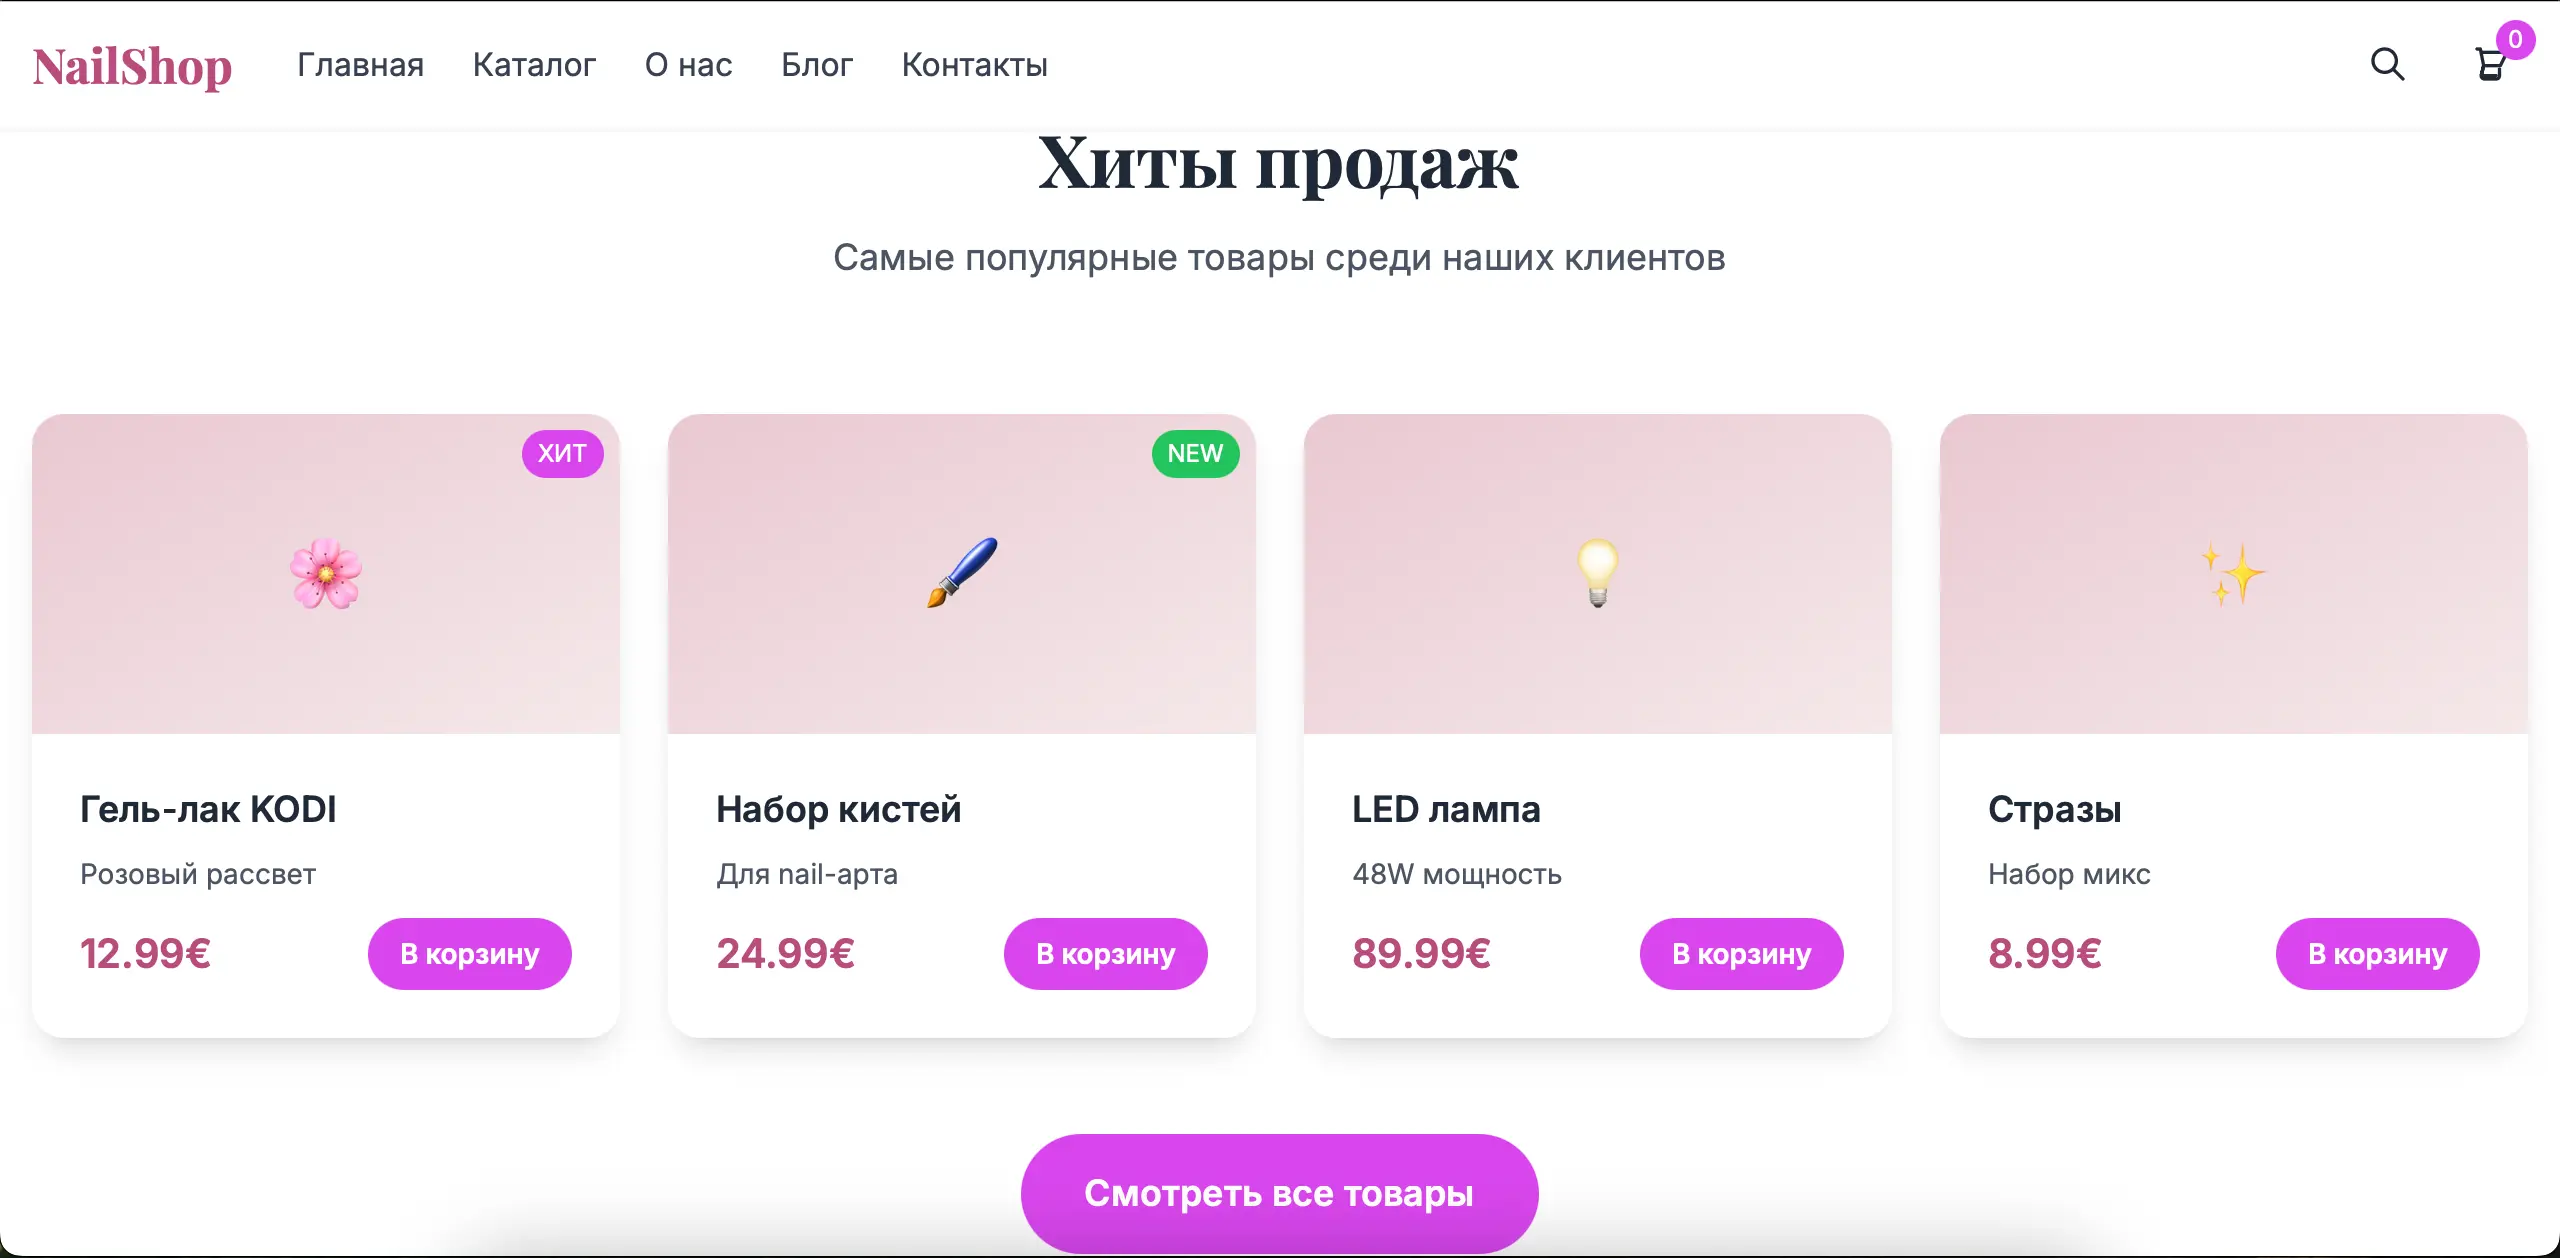 NailShop Главная Каталог О нас Блог Контакты 0
Хиты продаж
Самые популярные товары среди наших клиентов
ХИТ
NEW
Гель-лак KODI
Розовый рассвет
12.99€ В корзину
Набор кистей
Для nail-арта
24.99€ В корзину
LED лампа
48W мощность
89.99€ В корзину
Стразы
Набор микс
8.99€ В корзину
Смотреть все товары